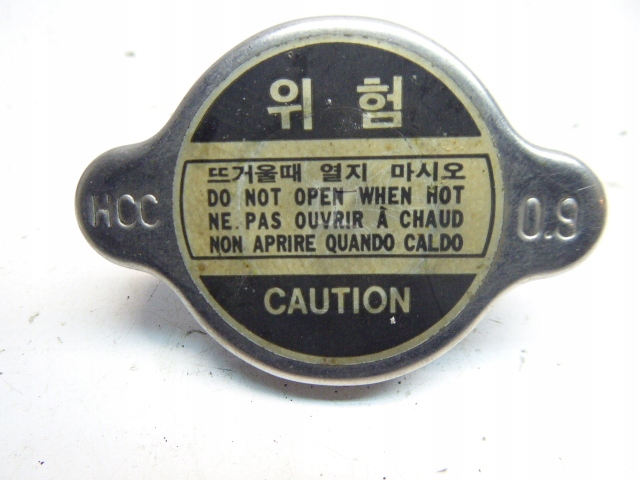 위 험
뜨거울때 열지 마시오
DO NOT OPEN WHEN HOT
NE.PAS OUVRIR À CHAUD
NON APRIRE QUANDO CALDO
HCC
0.9
CAUTION